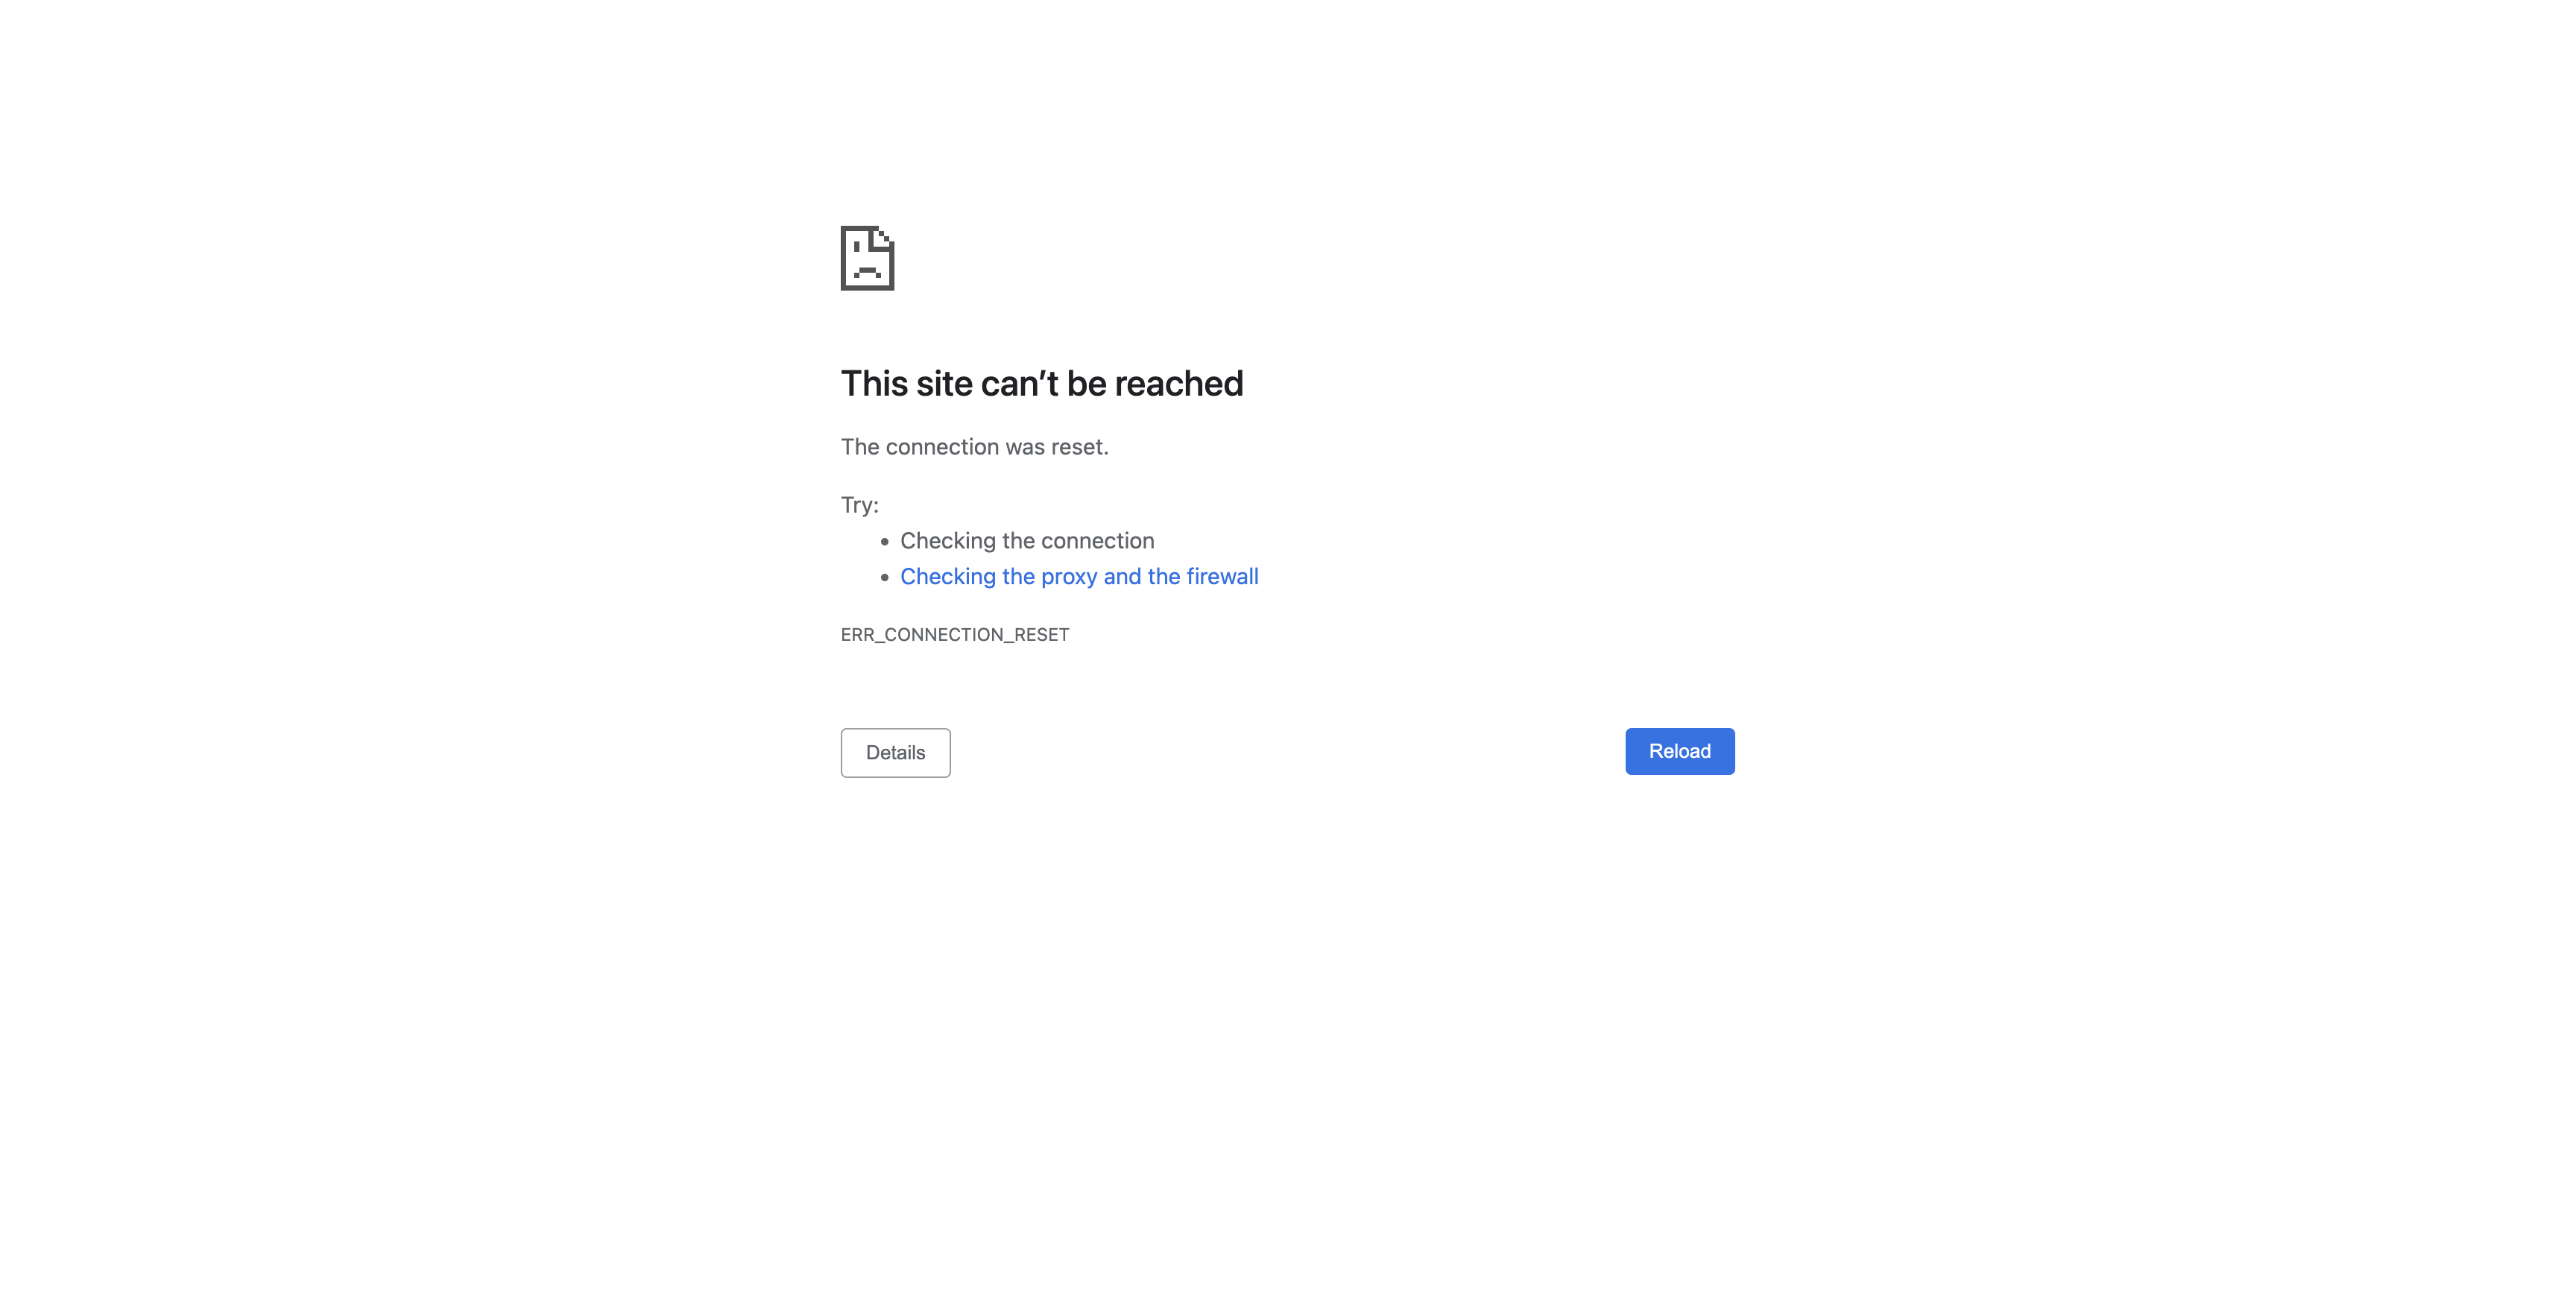 This site can’t be reached
The connection was reset.
Try:
Checking the connection
Checking the proxy and the firewall
ERR_CONNECTION_RESET
Details
Reload